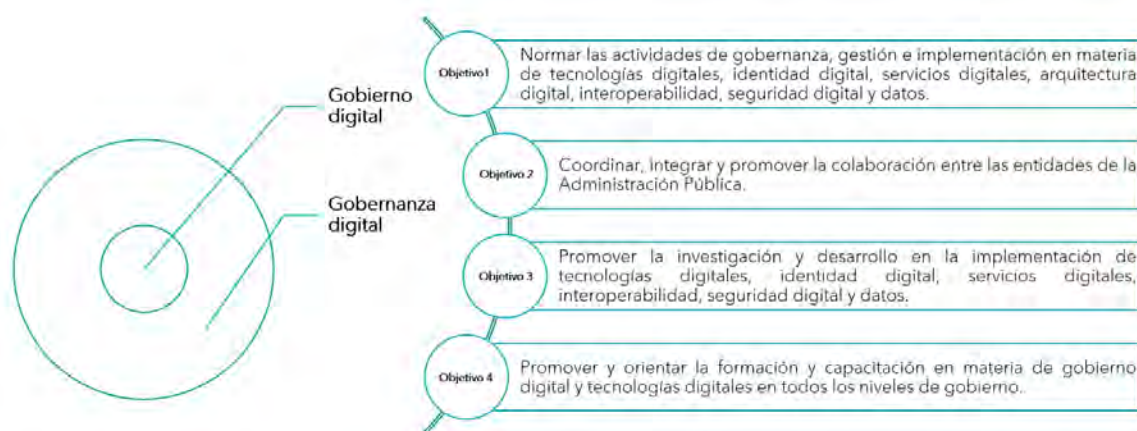 Gobierno
digital
Gobernanza
digital
Objetivo1
Normar las actividades de gobernanza, gestión e implementación en materia
de tecnologías digitales, identidad digital, servicios digitales, arquitectura
digital, interoperabilidad, seguridad digital y datos.
Objetivo 2
Coordinar, integrar y promover la colaboración entre las entidades de la
Administración Pública.
Objetivo 3
Promover la investigación y desarrollo en la implementación de
tecnologías digitales, identidad digital, servicios digitales,
interoperabilidad, seguridad digital y datos.
Objetivo 4
Promover y orientar la formación y capacitación en materia de gobierno
digital y tecnologías digitales en todos los niveles de gobierno.